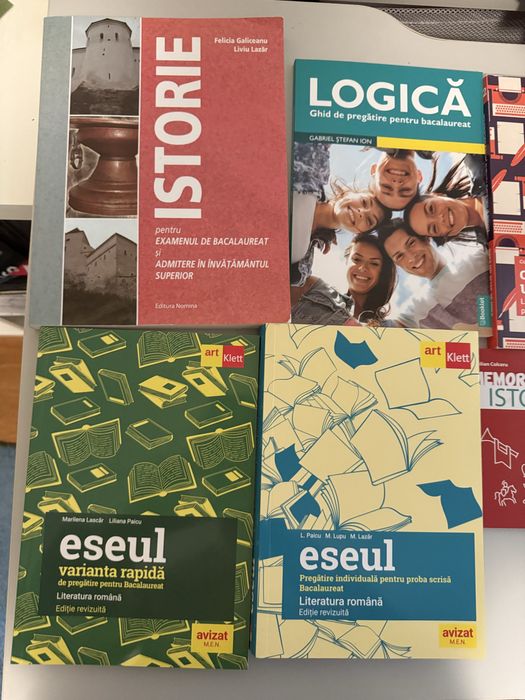 Felicia Galiceanu
Liviu Lazăr
ISTORIE
pentru
EXAMENUL DE BACALAUREAT
și
ADMITERE ÎN ÎNVĂȚĂMÂNTUL
SUPERIOR
Editura Nomina
LOGICĂ
Ghid de pregătire pentru bacalaureat
GABRIEL ȘTEFAN ION
Booklet
art Klett
Marilena Lascăr Liliana Paicu
eseul
varianta rapidă
de pregătire pentru Bacalaureat
Literatura română
Ediție revizuită
avizat
M.E.N.
art Klett
L. Paicu M. Lupu M. Lazăr
eseul
Pregătire individuală pentru proba scrisă
Bacalaureat
Literatura română
Ediție revizuită
avizat
M.E.N.
EMOR
ISTO